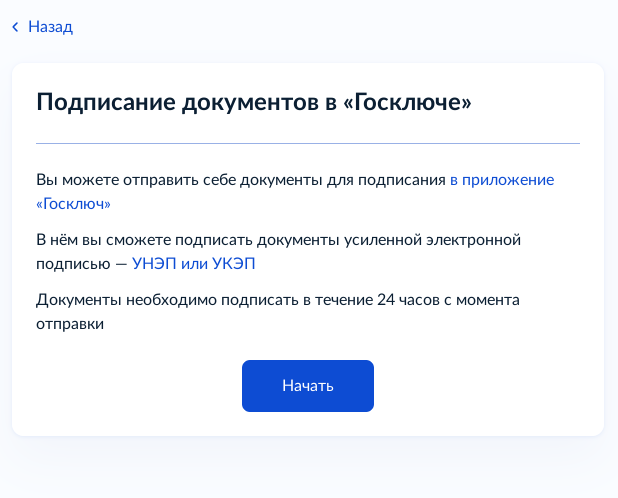 Назад
Подписание документов в «Госключе»
Вы можете отправить себе документы для подписания в приложение
«Госключ»
В нём вы сможете подписать документы усиленной электронной
подписью — УНЭП или УКЭП
Документы необходимо подписать в течение 24 часов с момента
отправки
Начать